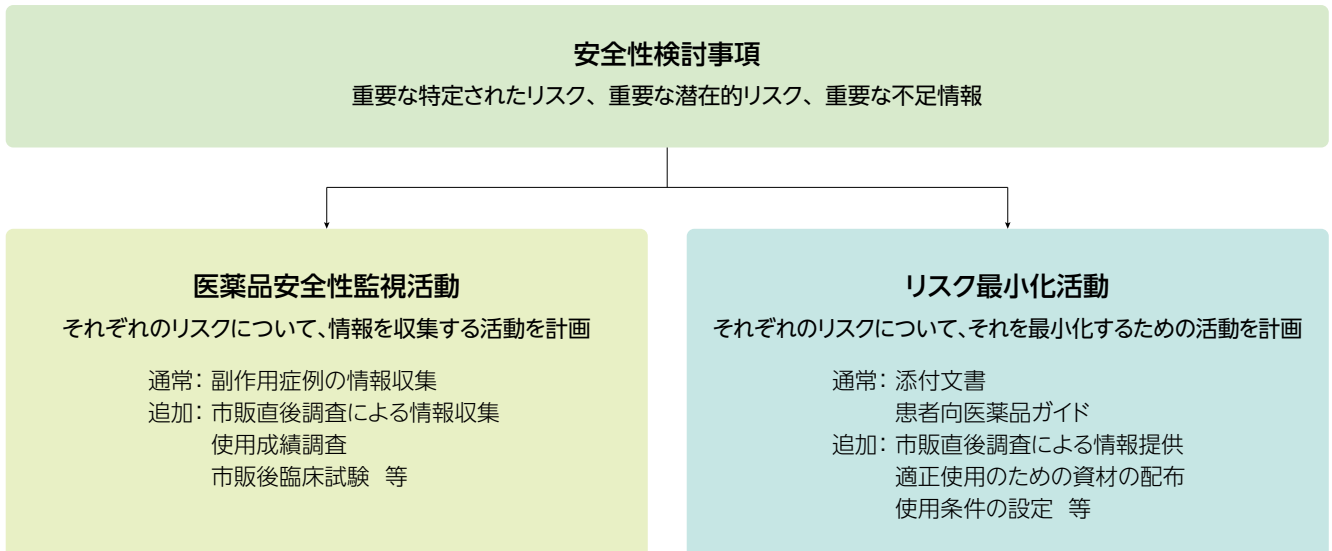 安全性検討事項
重要な特定されたリスク、重要な潜在的リスク、重要な不足情報
医薬品安全性監視活動
それぞれのリスクについて、情報を収集する活動を計画
通常：副作用症例の情報収集
追加：市販直後調査による情報収集
使用成績調査
市販後臨床試験 等
リスク最小化活動
それぞれのリスクについて、それを最小化するための活動を計画
通常：添付文書
患者向医薬品ガイド
追加：市販直後調査による情報提供
適正使用のための資材の配布
使用条件の設定 等